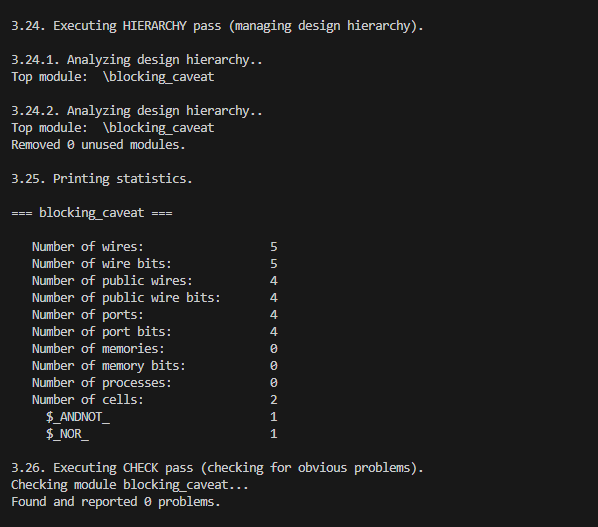 3.24. Executing HIERARCHY pass (managing design hierarchy).
3.24.1. Analyzing design hierarchy..
Top module:  \blocking_caveat
3.24.2. Analyzing design hierarchy..
Top module:  \blocking_caveat
Removed 0 unused modules.
3.25. Printing statistics.
=== blocking_caveat ===
Number of wires: 5
Number of wire bits: 5
Number of public wires: 4
Number of public wire bits: 4
Number of ports: 4
Number of port bits: 4
Number of memories: 0
Number of memory bits: 0
Number of processes: 0
Number of cells: 2
$_ANDNOT_ 1
$_NOR_ 1
3.26. Executing CHECK pass (checking for obvious problems).
Checking module blocking_caveat...
Found and reported 0 problems.